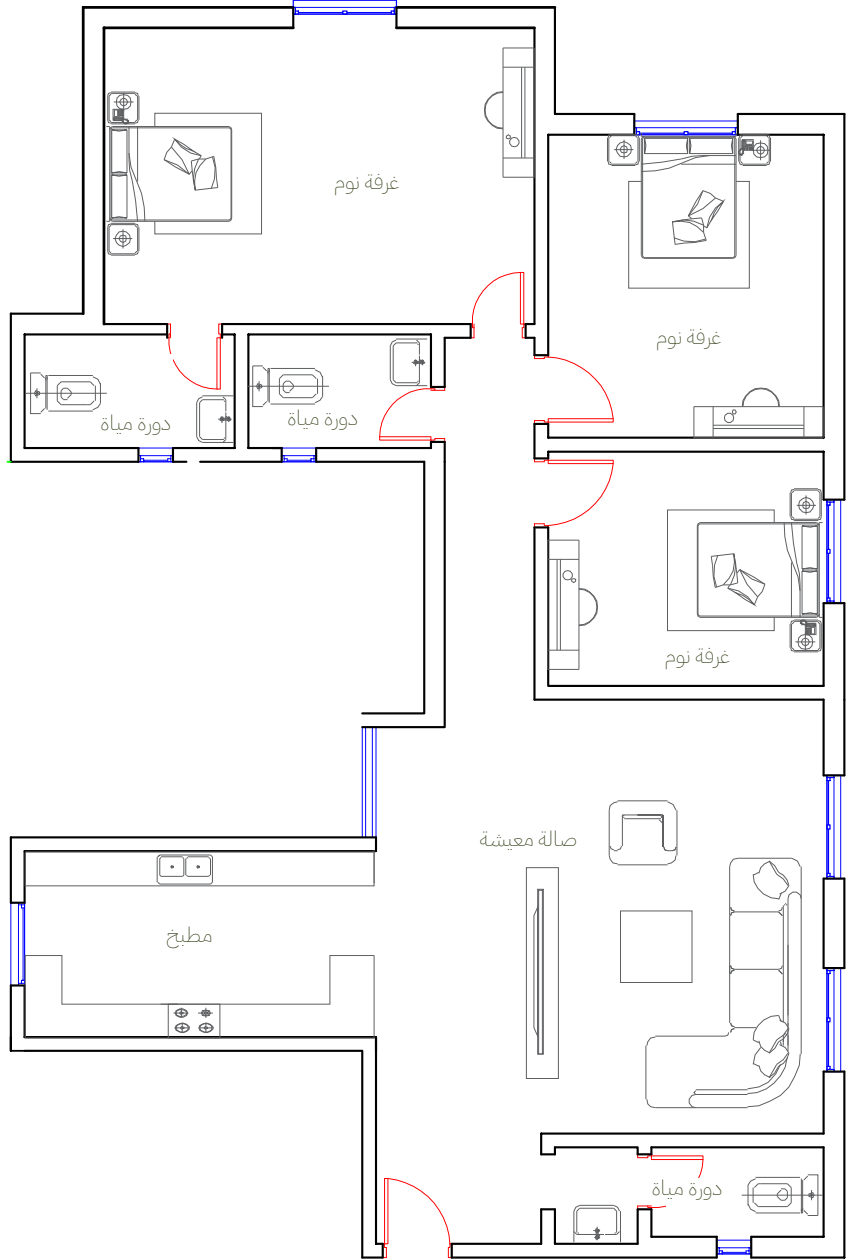 غرفة نوم
غرفة نوم
دورة مياة
دورة مياة
غرفة نوم
صالة معيشة
مطبخ
دورة مياة